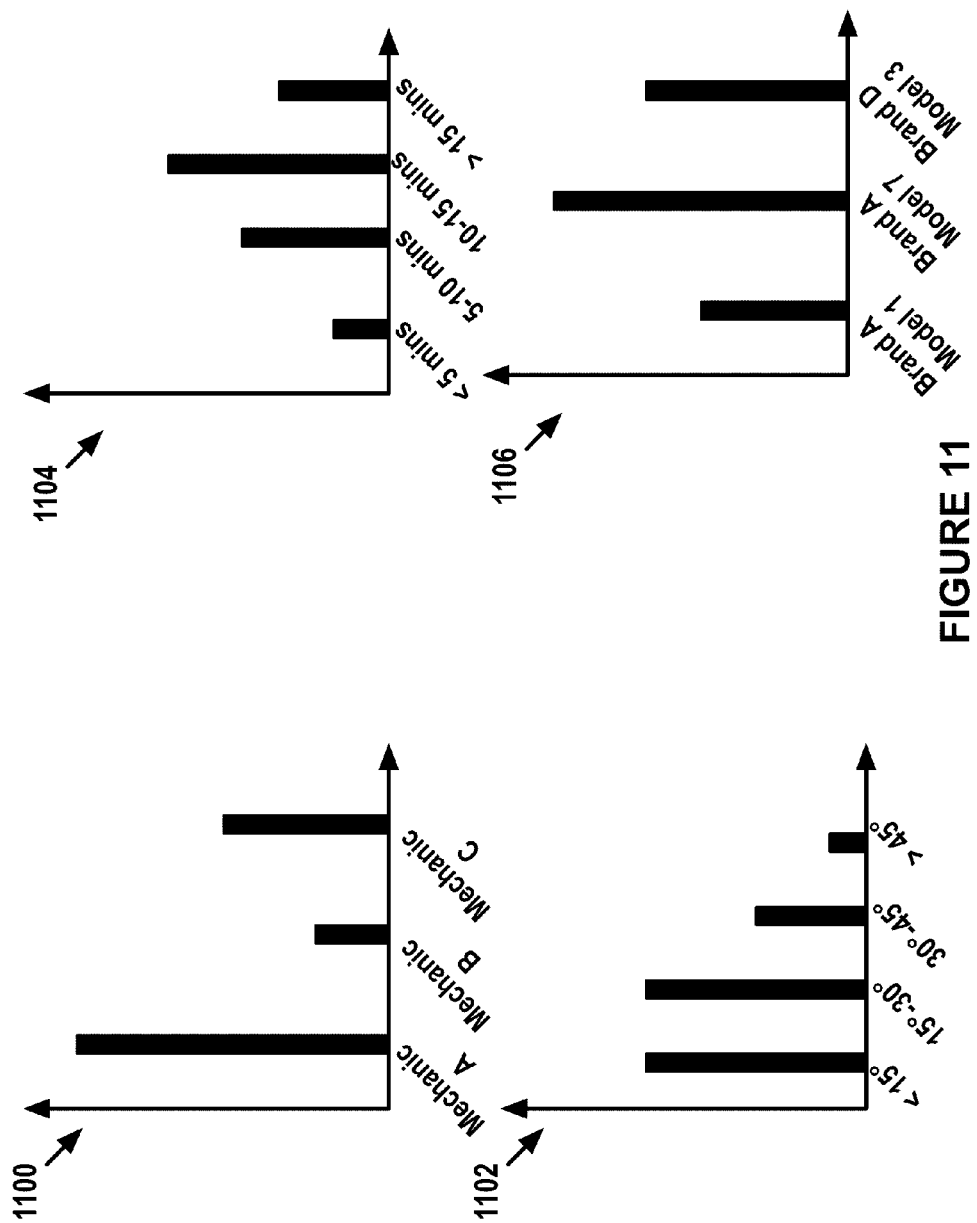 1100
Mechanic
A
Mechanic
B
Mechanic
C
1104
< 5 mins
5-10 mins
10-15 mins
> 15 mins
1102
< 15°
15°-30°
30°-45°
> 45°
1106
Brand A
Model 1
Brand A
Model 7
Brand D
Model 3
FIGURE 11